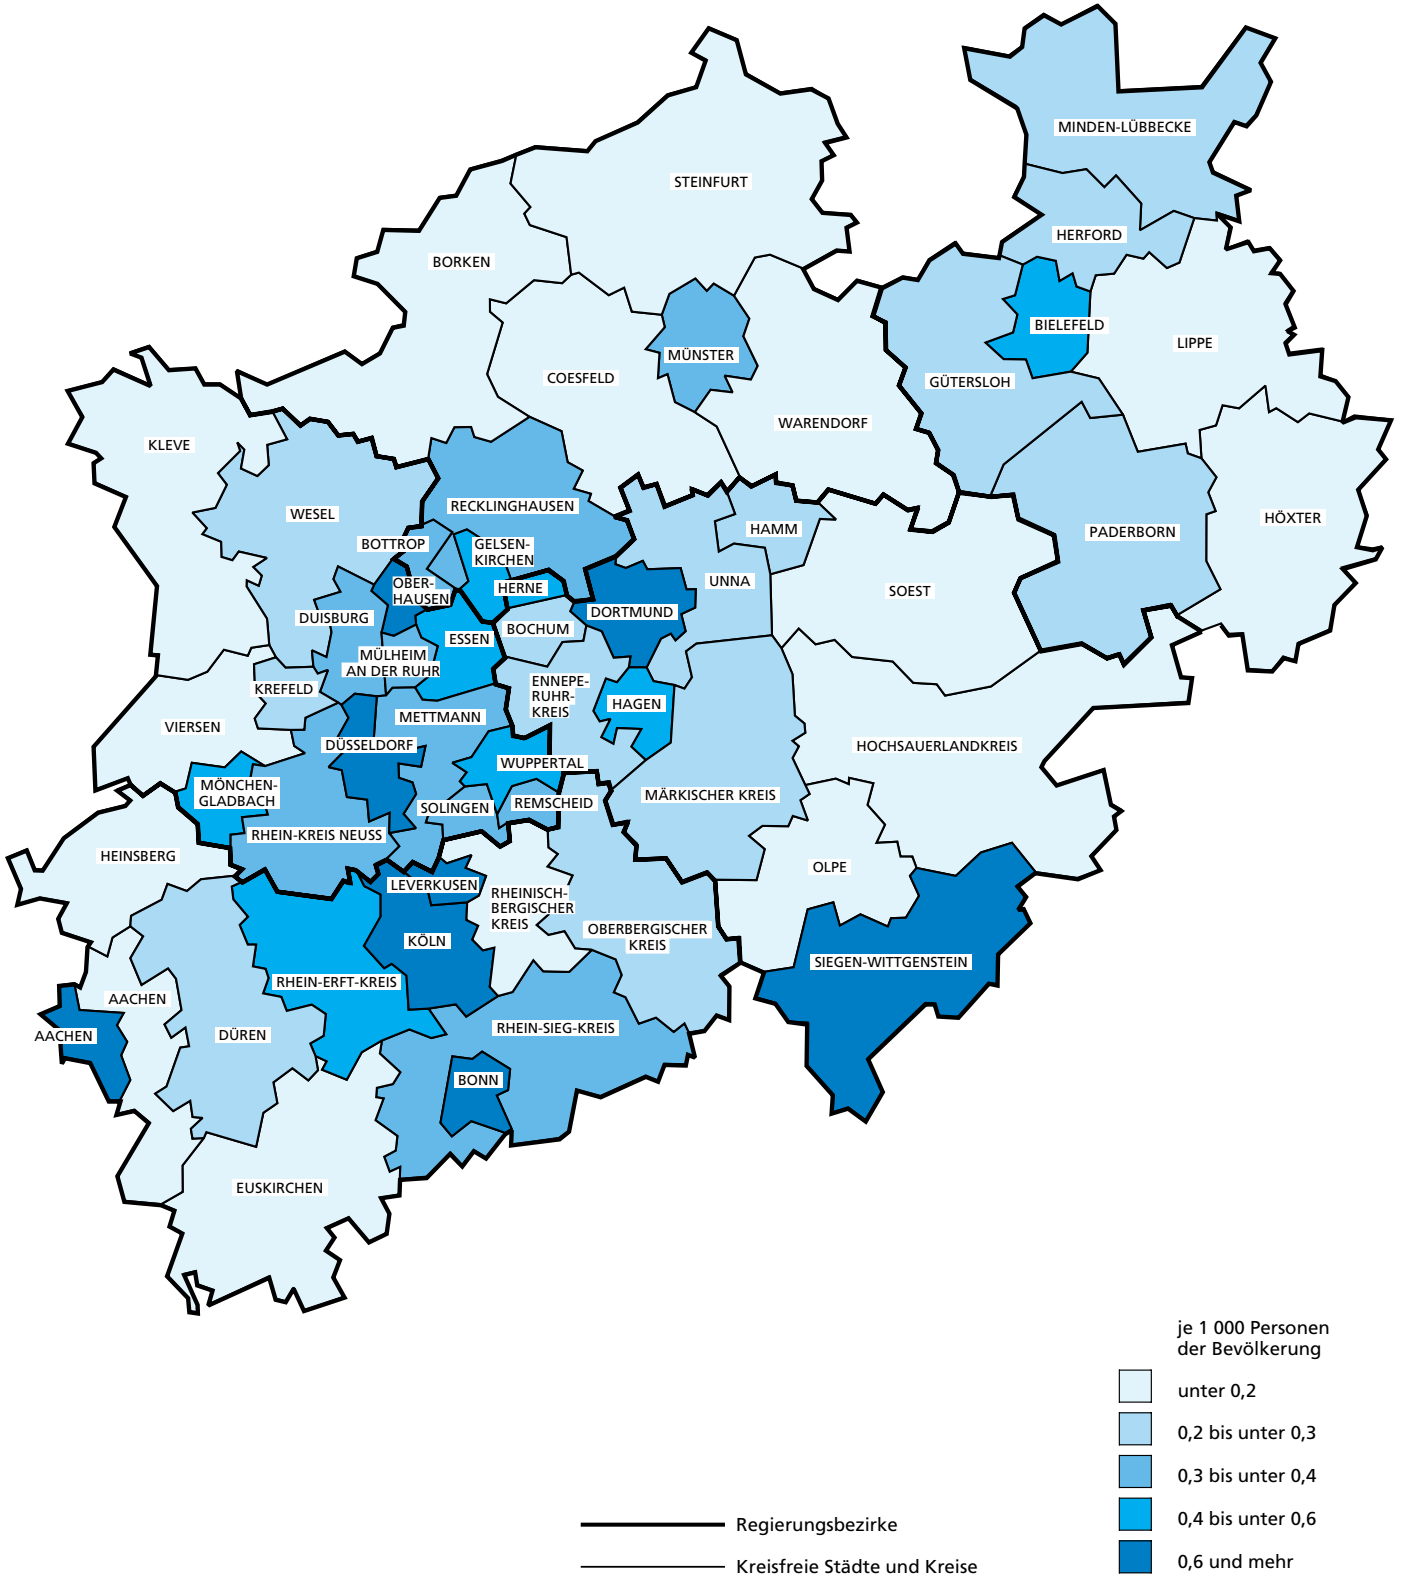 MINDEN-LÜBBECKE
STEINFURT
HERFORD
BORKEN
BIELEFELD
LIPPE
MÜNSTER
COESFELD
GÜTERSLOH
WARENDORF
KLEVE
RECKLINGHAUSEN
WESEL
HÖXTER
HAMM
PADERBORN
BOTTROP
GELSEN-
KIRCHEN
UNNA
OBER-
HAUSEN
HERNE
SOEST
DORTMUND
DUISBURG
BOCHUM
ESSEN
MÜLHEIM
AN DER RUHR
KREFELD
ENNEPE-
RUHR-
KREIS
HAGEN
METTMANN
VIERSEN
DÜSSELDORF
HOCHSAUERLANDKREIS
WUPPERTAL
MÖNCHEN-
GLADBACH
MÄRKISCHER KREIS
SOLINGEN
REMSCHEID
RHEIN-KREIS NEUSS
HEINSBERG
OLPE
LEVERKUSEN
RHEINISCH-
BERGISCHER
KREIS
OBERBERGISCHER
KREIS
KÖLN
SIEGEN-WITTGENSTEIN
RHEIN-ERFT-KREIS
AACHEN
RHEIN-SIEG-KREIS
AACHEN
DÜREN
BONN
EUSKIRCHEN
je 1 000 Personen
der Bevölkerung
unter 0,2
0,2 bis unter 0,3
0,3 bis unter 0,4
0,4 bis unter 0,6
0,6 und mehr
Regierungsbezirke
Kreisfreie Städte und Kreise